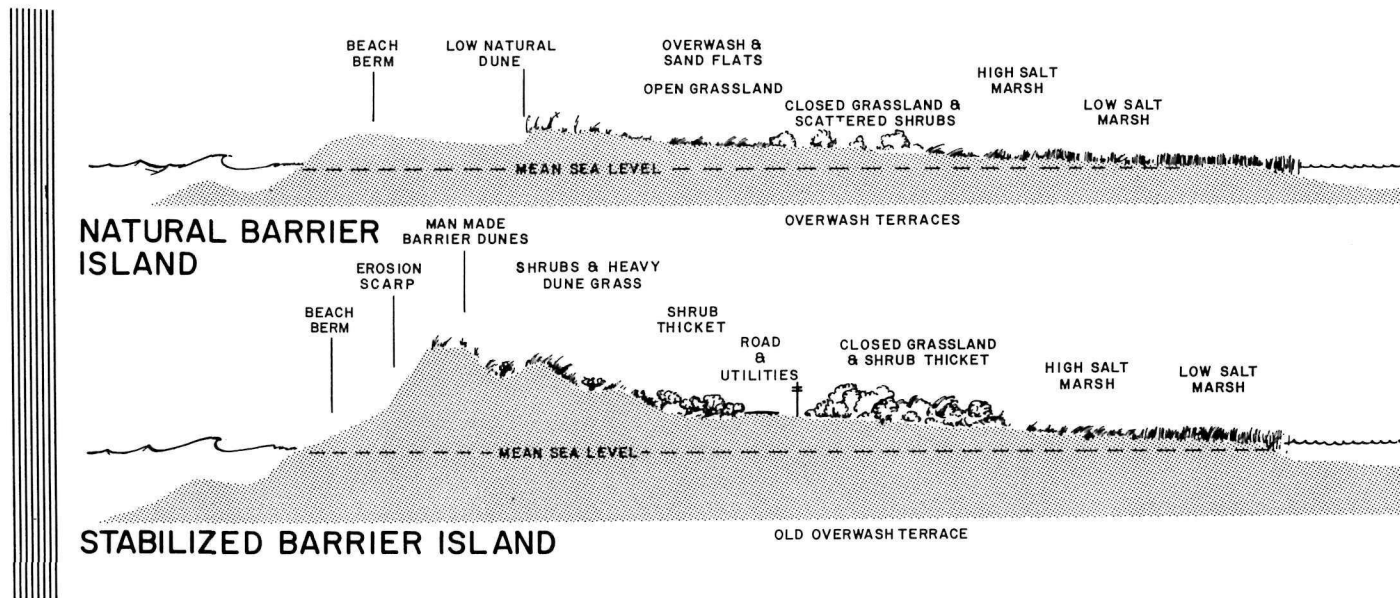 BEACH
BERM
LOW NATURAL
DUNE
OVERWASH &
SAND FLATS
OPEN GRASSLAND
CLOSED GRASSLAND &
SCATTERED SHRUBS
HIGH SALT
MARSH
LOW SALT
MARSH
MEAN SEA LEVEL
OVERWASH TERRACES
NATURAL BARRIER
ISLAND
BEACH
BERM
EROSION
SCARP
MAN MADE
BARRIER DUNES
SHRUBS & HEAVY
DUNE GRASS
SHRUB
THICKET
ROAD
&
UTILITIES
CLOSED GRASSLAND
& SHRUB THICKET
HIGH SALT
MARSH
LOW SALT
MARSH
MEAN SEA LEVEL
OLD OVERWASH TERRACE
STABILIZED BARRIER ISLAND